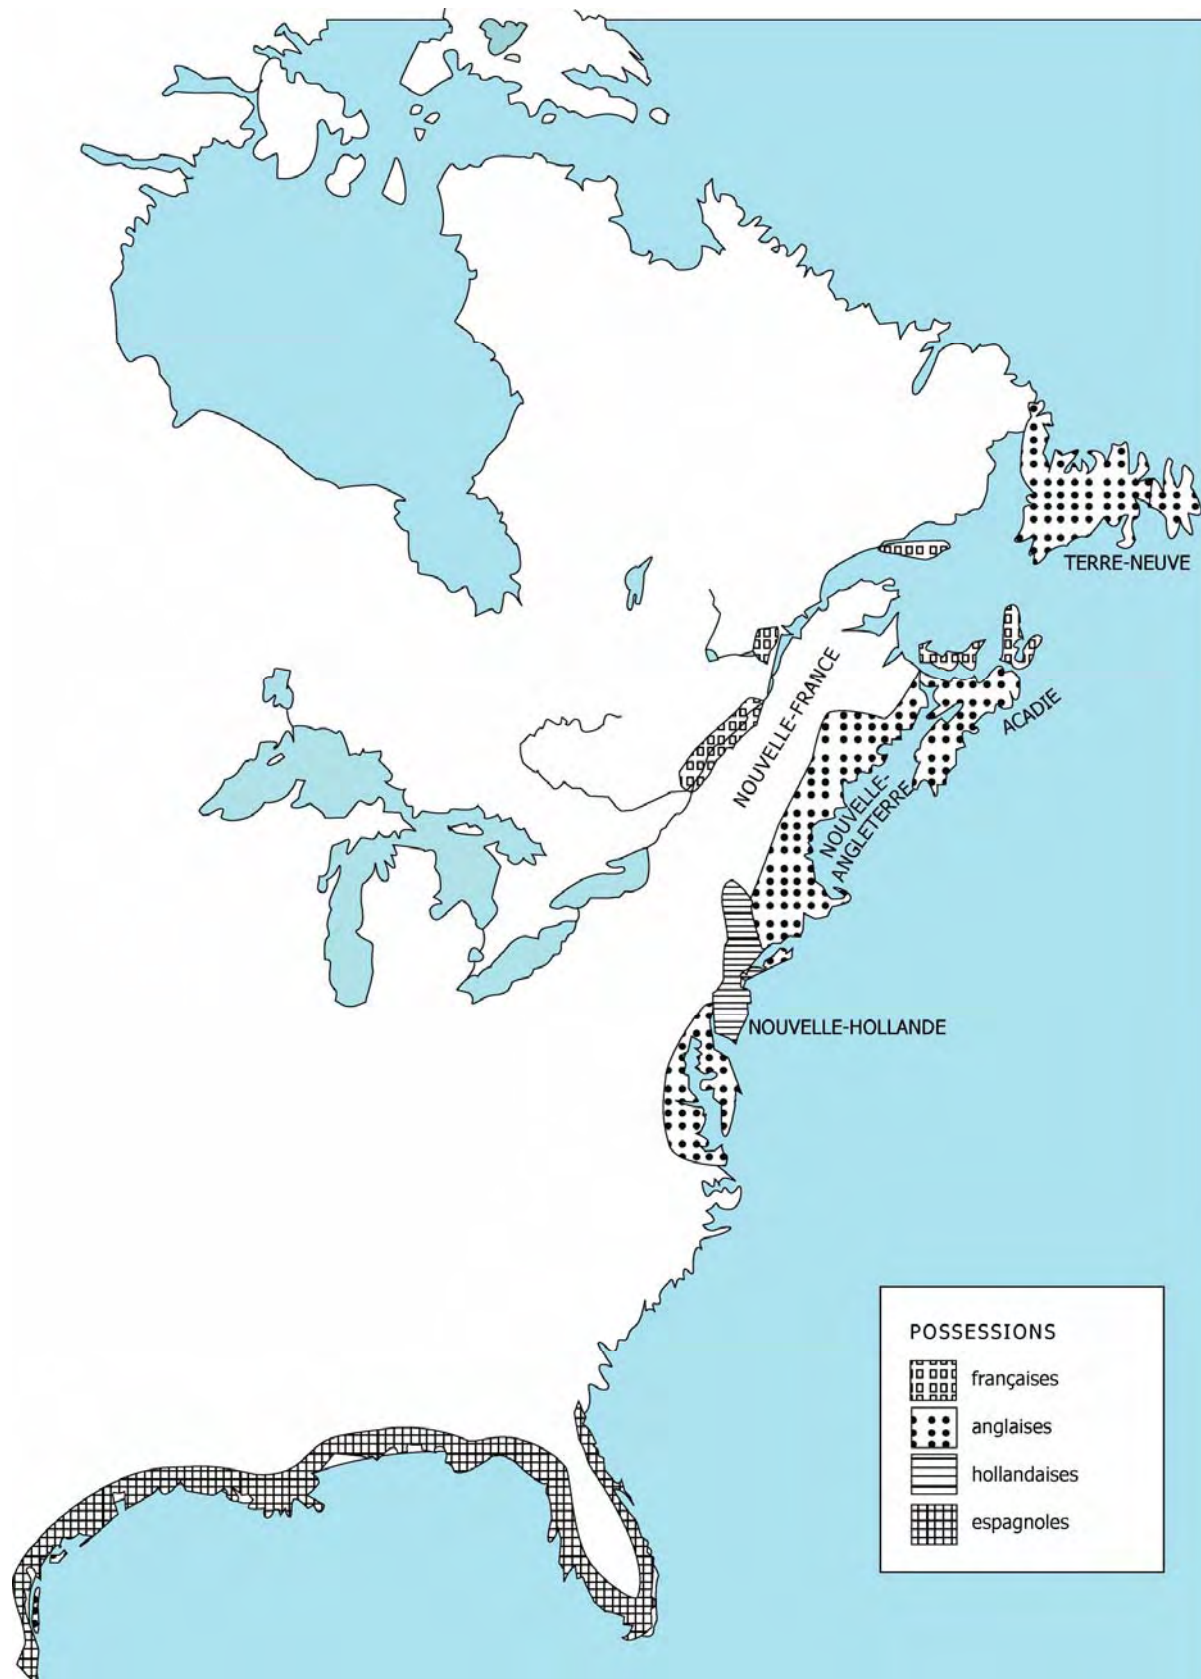 TERRE-NEUVE
NOUVELLE-FRANCE
ACADIE
NOUVELLE-
ANGLETERRE
NOUVELLE-HOLLANDE
POSSESSIONS
françaises
anglaises
hollandaises
espagnoles